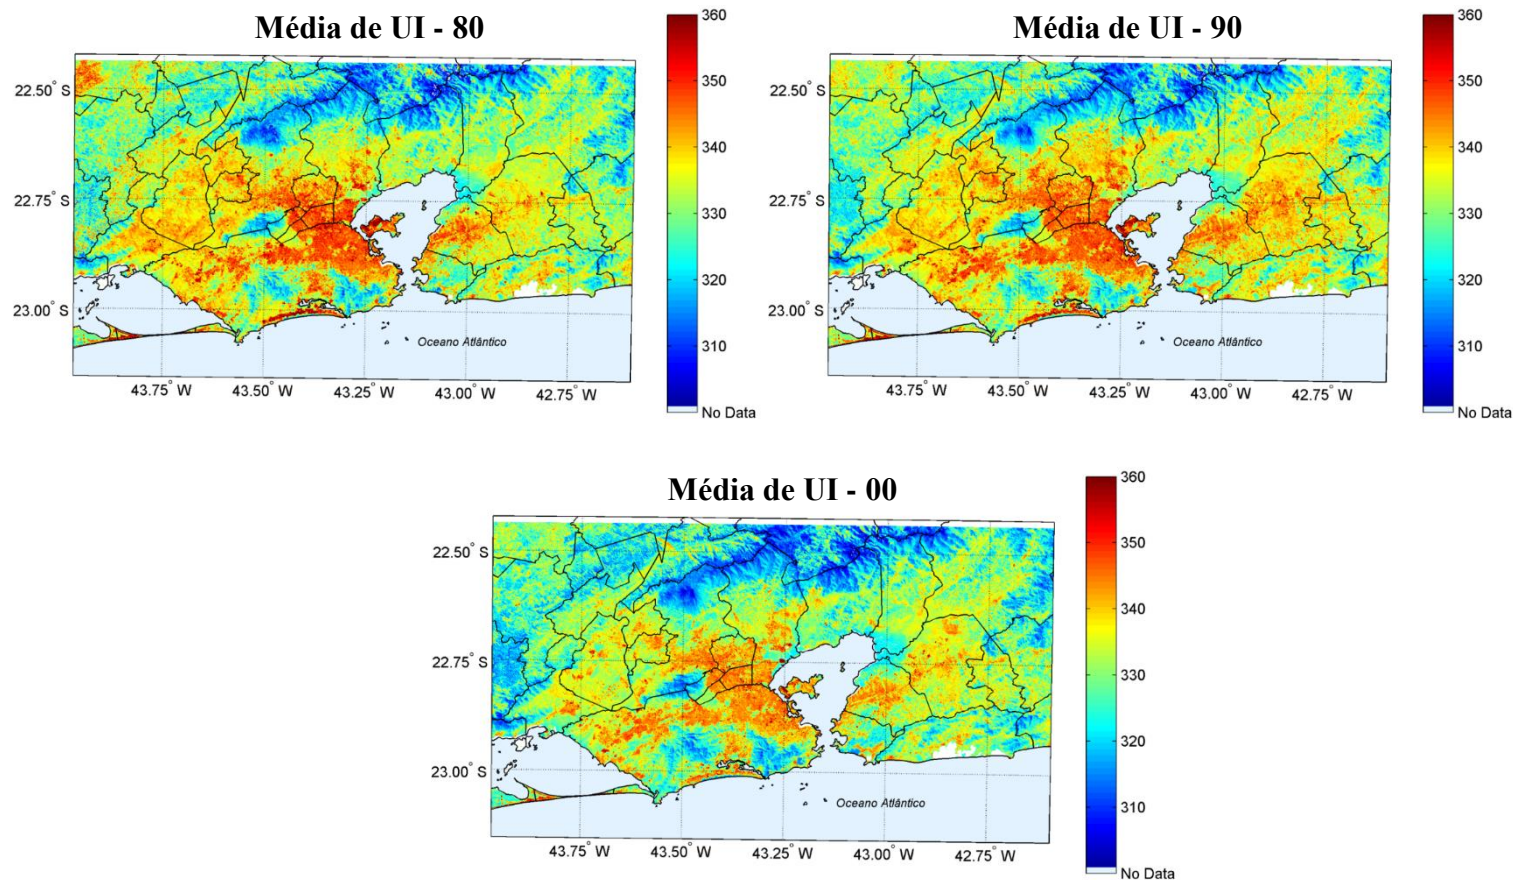 Média de UI - 80
360
350
340
330
320
310
No Data
22.50° S
22.75° S
23.00° S
43.75° W
43.50° W
43.25° W
43.00° W
42.75° W
Oceano Atlântico
Média de UI - 90
360
350
340
330
320
310
No Data
22.50° S
22.75° S
23.00° S
43.75° W
43.50° W
43.25° W
43.00° W
42.75° W
Oceano Atlântico
Média de UI - 00
360
350
340
330
320
310
No Data
22.50° S
22.75° S
23.00° S
43.75° W
43.50° W
43.25° W
43.00° W
42.75° W
Oceano Atlântico